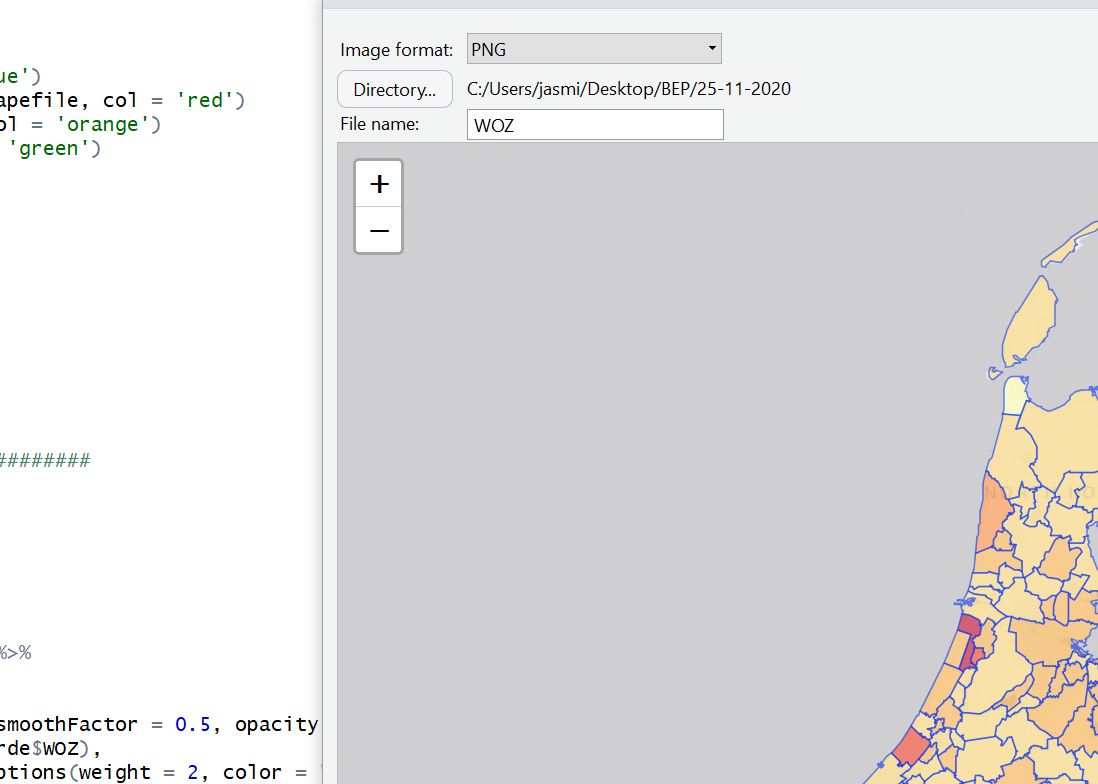 ue')
apefile, col = 'red')
ol = 'orange')
'green')
########
%>%
smoothFactor = 0.5, opacity
rde$WOZ),
ptions(weight = 2, color =
Image format: PNG
Directory... C:/Users/jasmi/Desktop/BEP/25-11-2020
File name: WOZ
+
−